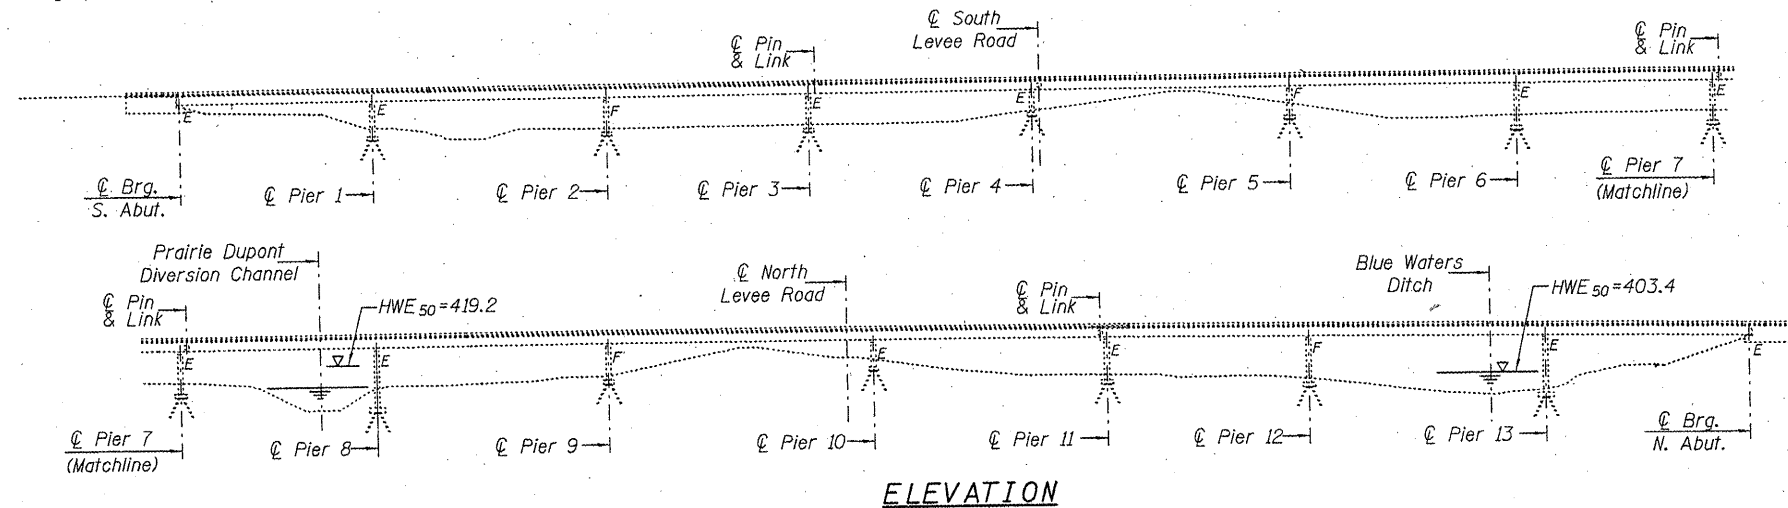 ℄ South
Levee Road
℄ Pin
& Link
℄ Pin
& Link
E
E
F
E
E
F
E
E
℄ Brg.
S. Abut.
℄ Pier 1
℄ Pier 2
℄ Pier 3
℄ Pier 4
℄ Pier 5
℄ Pier 6
℄ Pier 7
(Matchline)
Prairie Dupont
Diversion Channel
℄ Pin
& Link
HWE50=419.2
℄ North
Levee Road
℄ Pin
& Link
Blue Waters
Ditch
HWE50=403.4
E
E
F
E
E
F
E
E
℄ Pier 7
(Matchline)
℄ Pier 8
℄ Pier 9
℄ Pier 10
℄ Pier 11
℄ Pier 12
℄ Pier 13
℄ Brg.
N. Abut.
ELEVATION